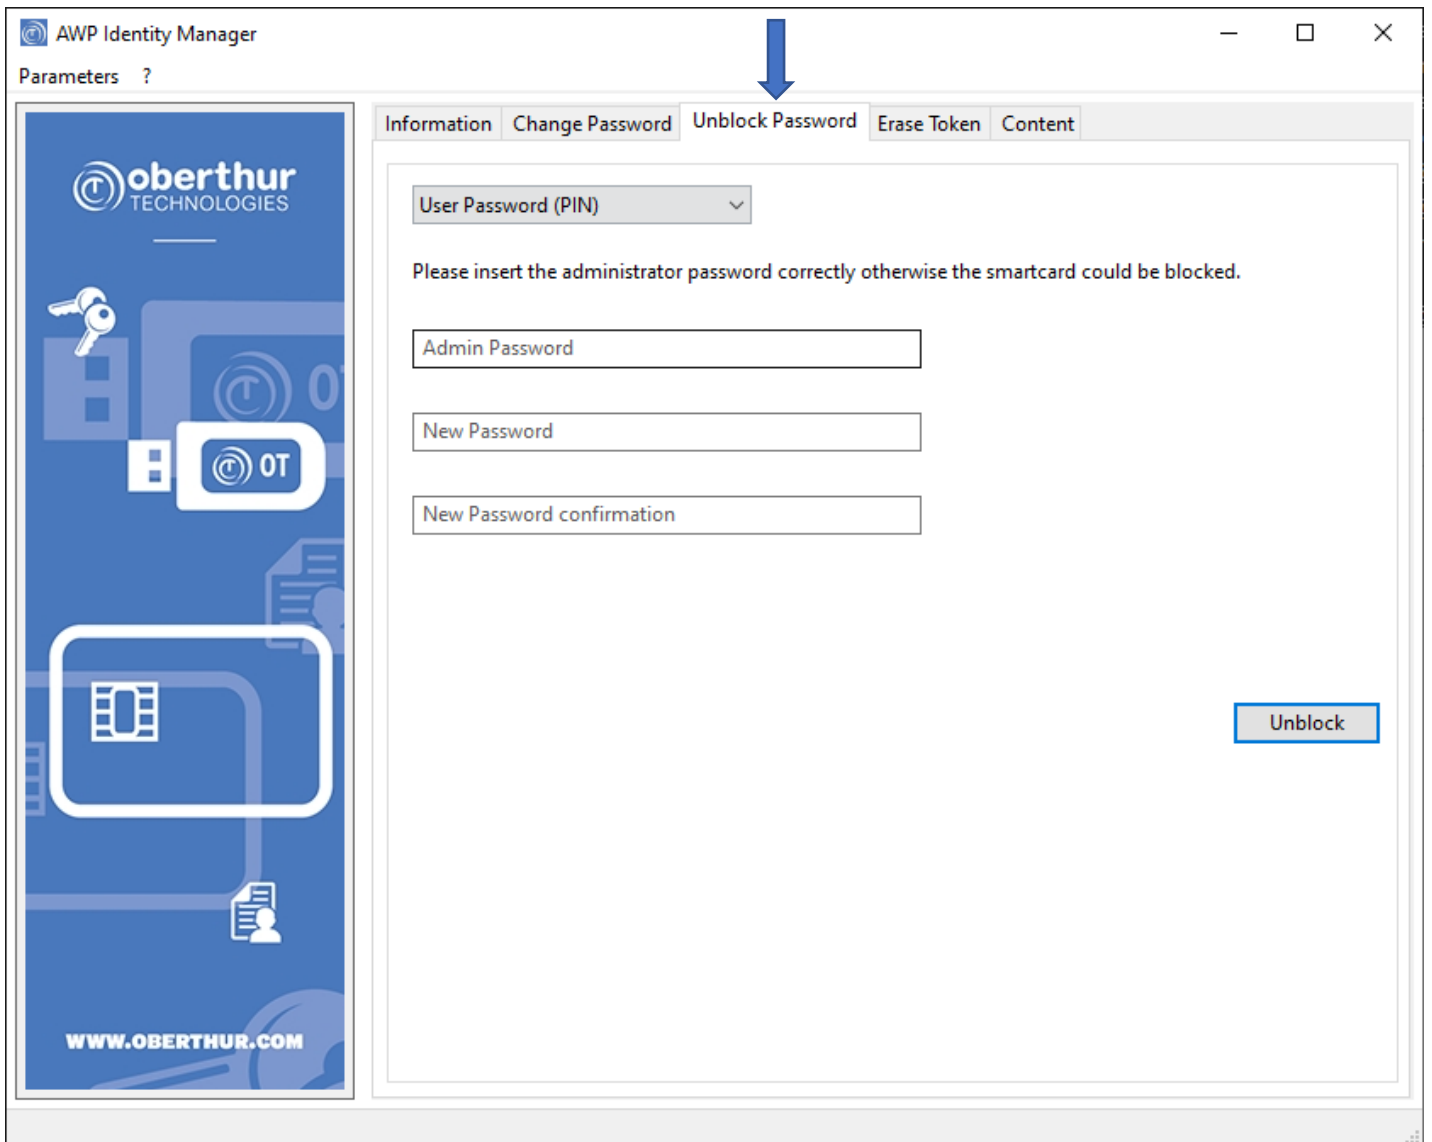 AWP Identity Manager
Parameters ?
oberthur
TECHNOLOGIES
OT
OT
WWW.OBERTHUR.COM
Information Change Password Unblock Password Erase Token Content
User Password (PIN)
Please insert the administrator password correctly otherwise the smartcard could be blocked.
Admin Password
New Password
New Password confirmation
Unblock